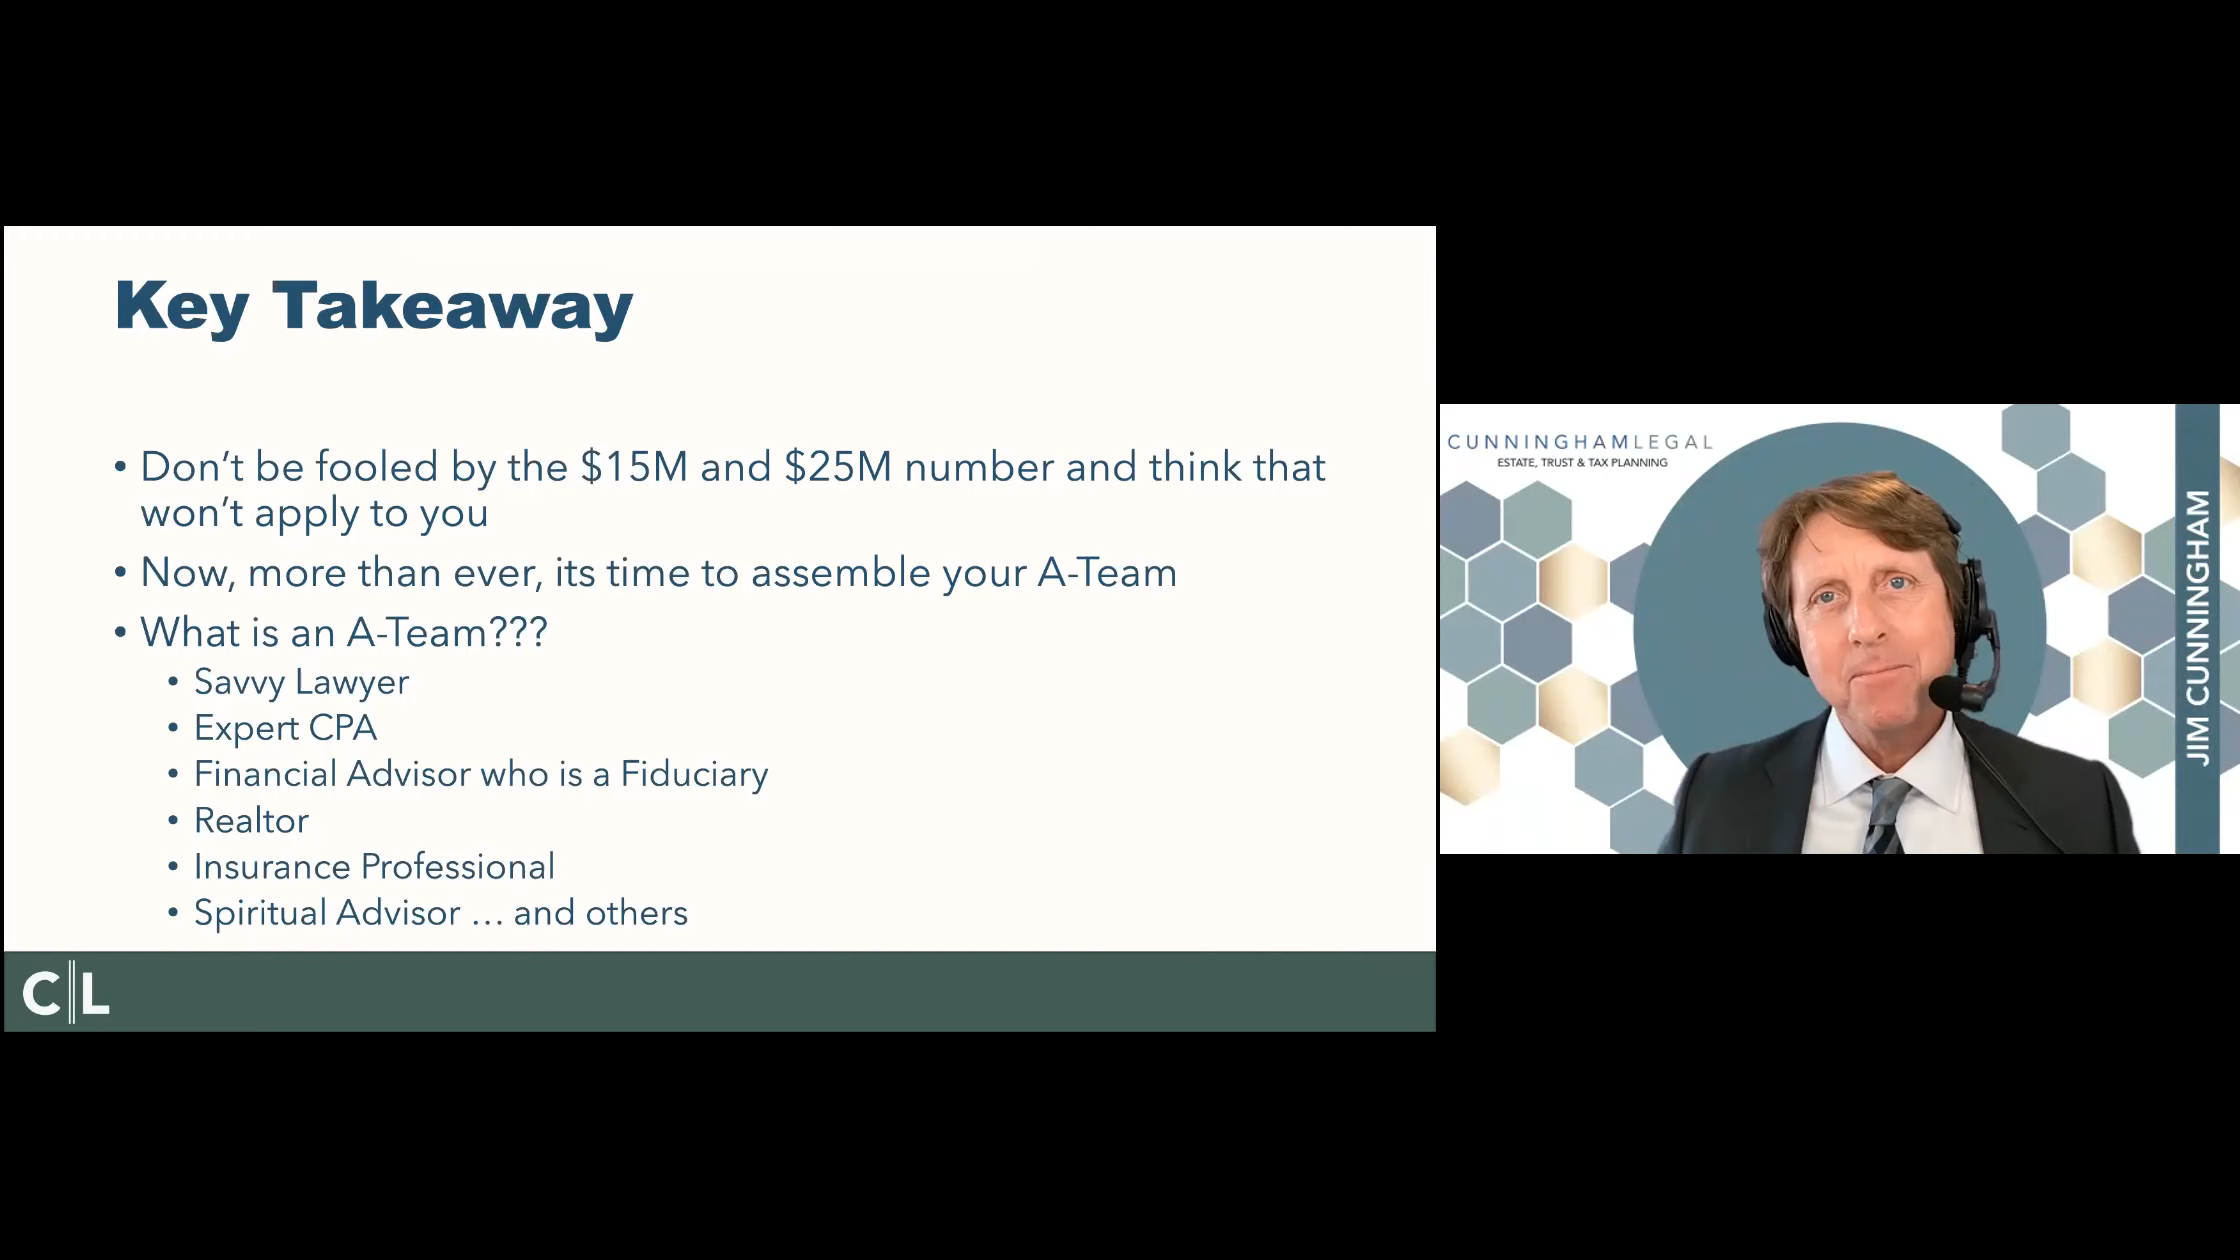 Key Takeaway
• Don't be fooled by the $15M and $25M number and think that
won't apply to you
• Now, more than ever, its time to assemble your A-Team
• What is an A-Team???
• Savvy Lawyer
• Expert CPA
• Financial Advisor who is a Fiduciary
• Realtor
• Insurance Professional
• Spiritual Advisor … and others
C||L
CUNNINGHAMLEGAL
ESTATE, TRUST & TAX PLANNING
JIM CUNNINGHAM